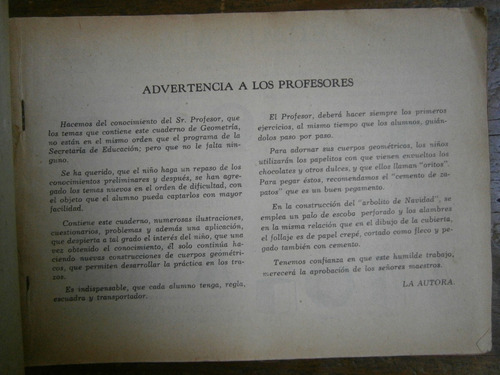 ADVERTENCIA A LOS PROFESORES
Hacemos del conocimiento del Sr. Profesor, que
los temas que contiene este cuaderno de Geometría,
no están en el mismo orden que el programa de la
Secretaría de Educación; pero que no le falta nin-
guno.
Se ha querido, que el niño haga un repaso de los
conocimientos preliminares y después, se han agre-
gado los temas nuevos en el orden de dificultad, con
el objeto que el alumno pueda captarlos con mayor
facilidad.
Contiene este cuaderno, numerosas ilustraciones,
cuestionarios, problemas y además una aplicación,
que despierta a tal grado el interés del niño, que una
vez obtenido el conocimiento, él solo continúa ha-
ciendo nuevas construcciones de cuerpos geométri-
cos, que permiten desarrollar la práctica en los tra-
zos.
Es indispensable, que cada alumno tenga, regla,
escuadra y transportador.
El Profesor, deberá hacer siempre los primeros
ejercicios, al mismo tiempo que los alumnos, guián-
dolos paso por paso.
Para adornar sus cuerpos geométricos, los niños
utilizarán los papelitos con que vienen envueltos los
chocolates y otros dulces, y que ellos llaman "oritos".
Para pegar éstos, recomendamos el "cemento de za-
patos" que es un buen pegamento.
En la construcción del "arbolito de Navidad", se
emplea un palo de escoba perforado y los alambres
en la misma relación que en el dibujo de la cubierta,
el follaje es de papel crepé, cortado como fleco y pe-
gado también con cemento.
Tenemos confianza en que este humilde trabajo,
merecerá la aprobación de los señores maestros.
LA AUTORA